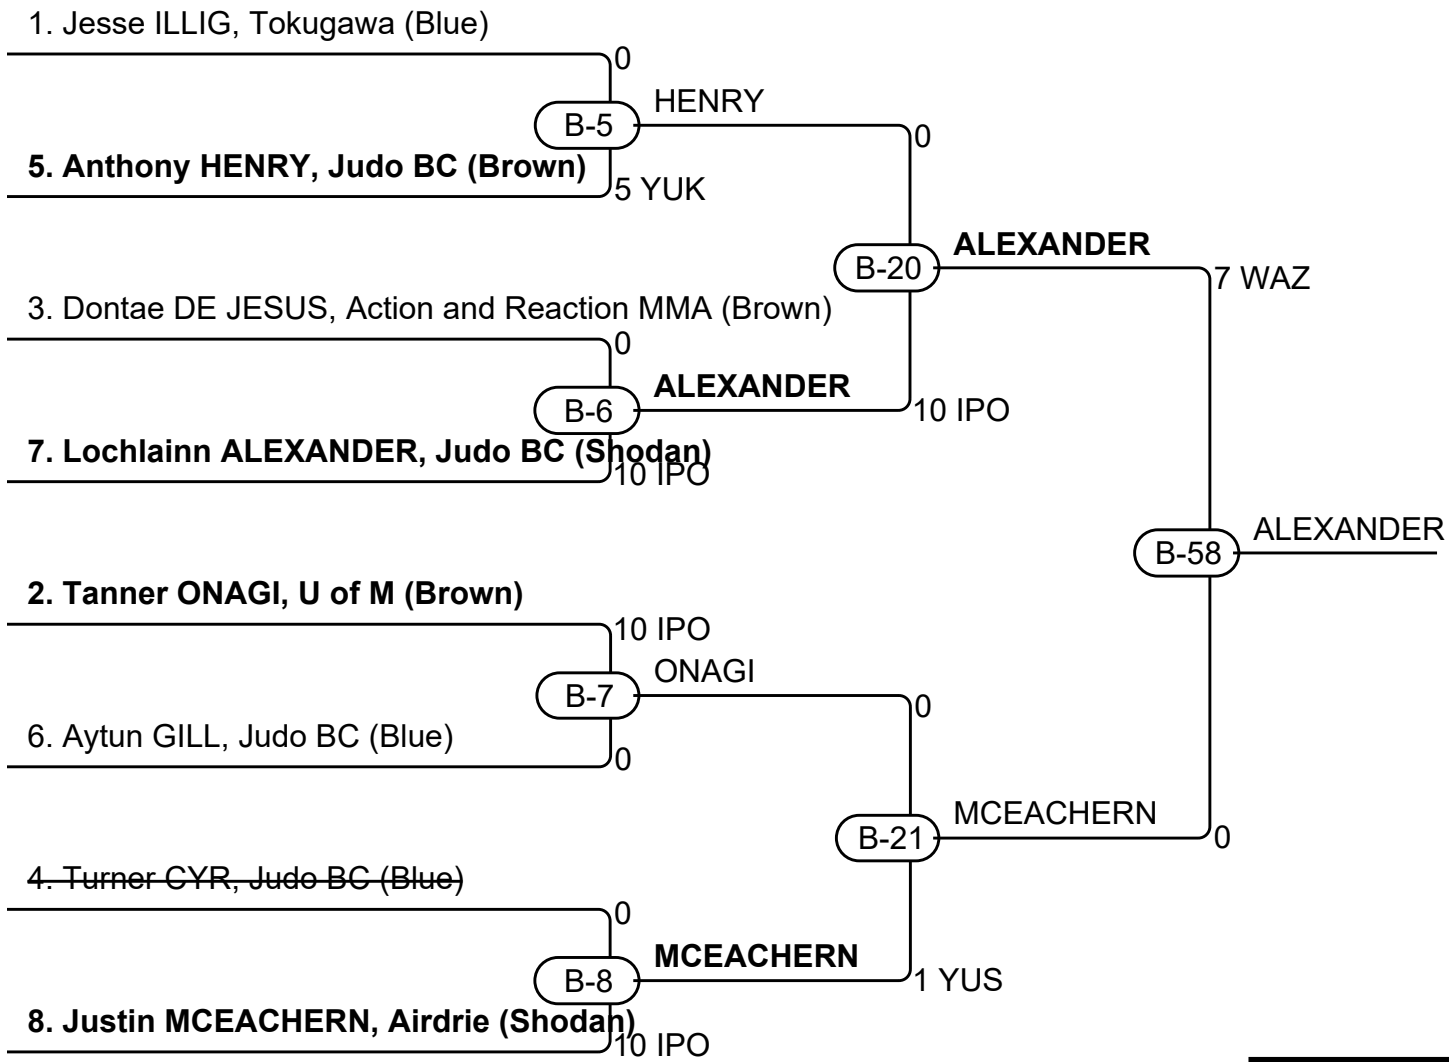 1. Jesse ILLIG, Tokugawa (Blue)
0
HENRY
B-5
0
5. Anthony HENRY, Judo BC (Brown)
5 YUK
ALEXANDER
B-20
7 WAZ
3. Dontae DE JESUS, Action and Reaction MMA (Brown)
0
ALEXANDER
B-6
10 IPO
7. Lochlainn ALEXANDER, Judo BC (Shodan)
10 IPO
ALEXANDER
B-58
2. Tanner ONAGI, U of M (Brown)
10 IPO
ONAGI
B-7
0
6. Aytun GILL, Judo BC (Blue)
0
MCEACHERN
B-21
0
4. Turner CYR, Judo BC (Blue)
0
MCEACHERN
B-8
1 YUS
8. Justin MCEACHERN, Airdrie (Shodan)
10 IPO